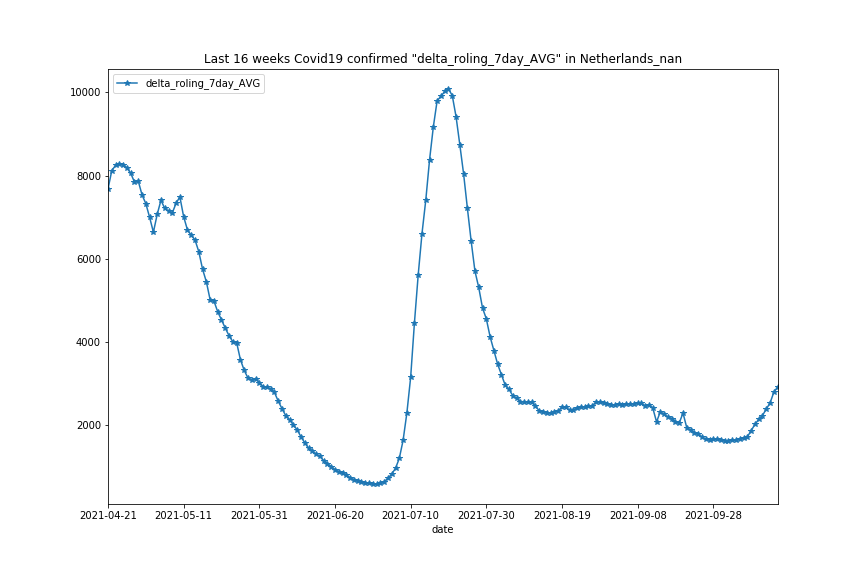 Last 16 weeks Covid19 confirmed "delta_roling_7day_AVG" in Netherlands_nan
delta_roling_7day_AVG
10000
8000
6000
4000
2000
2021-04-21 2021-05-11 2021-05-31 2021-06-20 2021-07-10 2021-07-30 2021-08-19 2021-09-08 2021-09-28
date